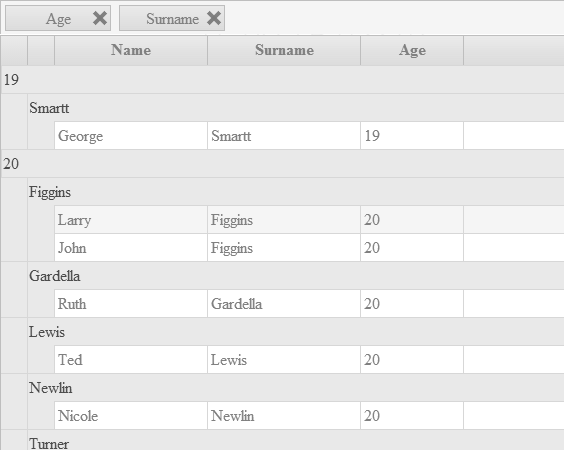 Age Surname
Name Surname Age
19
Smartt
George Smartt 19
20
Figgins
Larry Figgins 20
John Figgins 20
Gardella
Ruth Gardella 20
Lewis
Ted Lewis 20
Newlin
Nicole Newlin 20
Turner